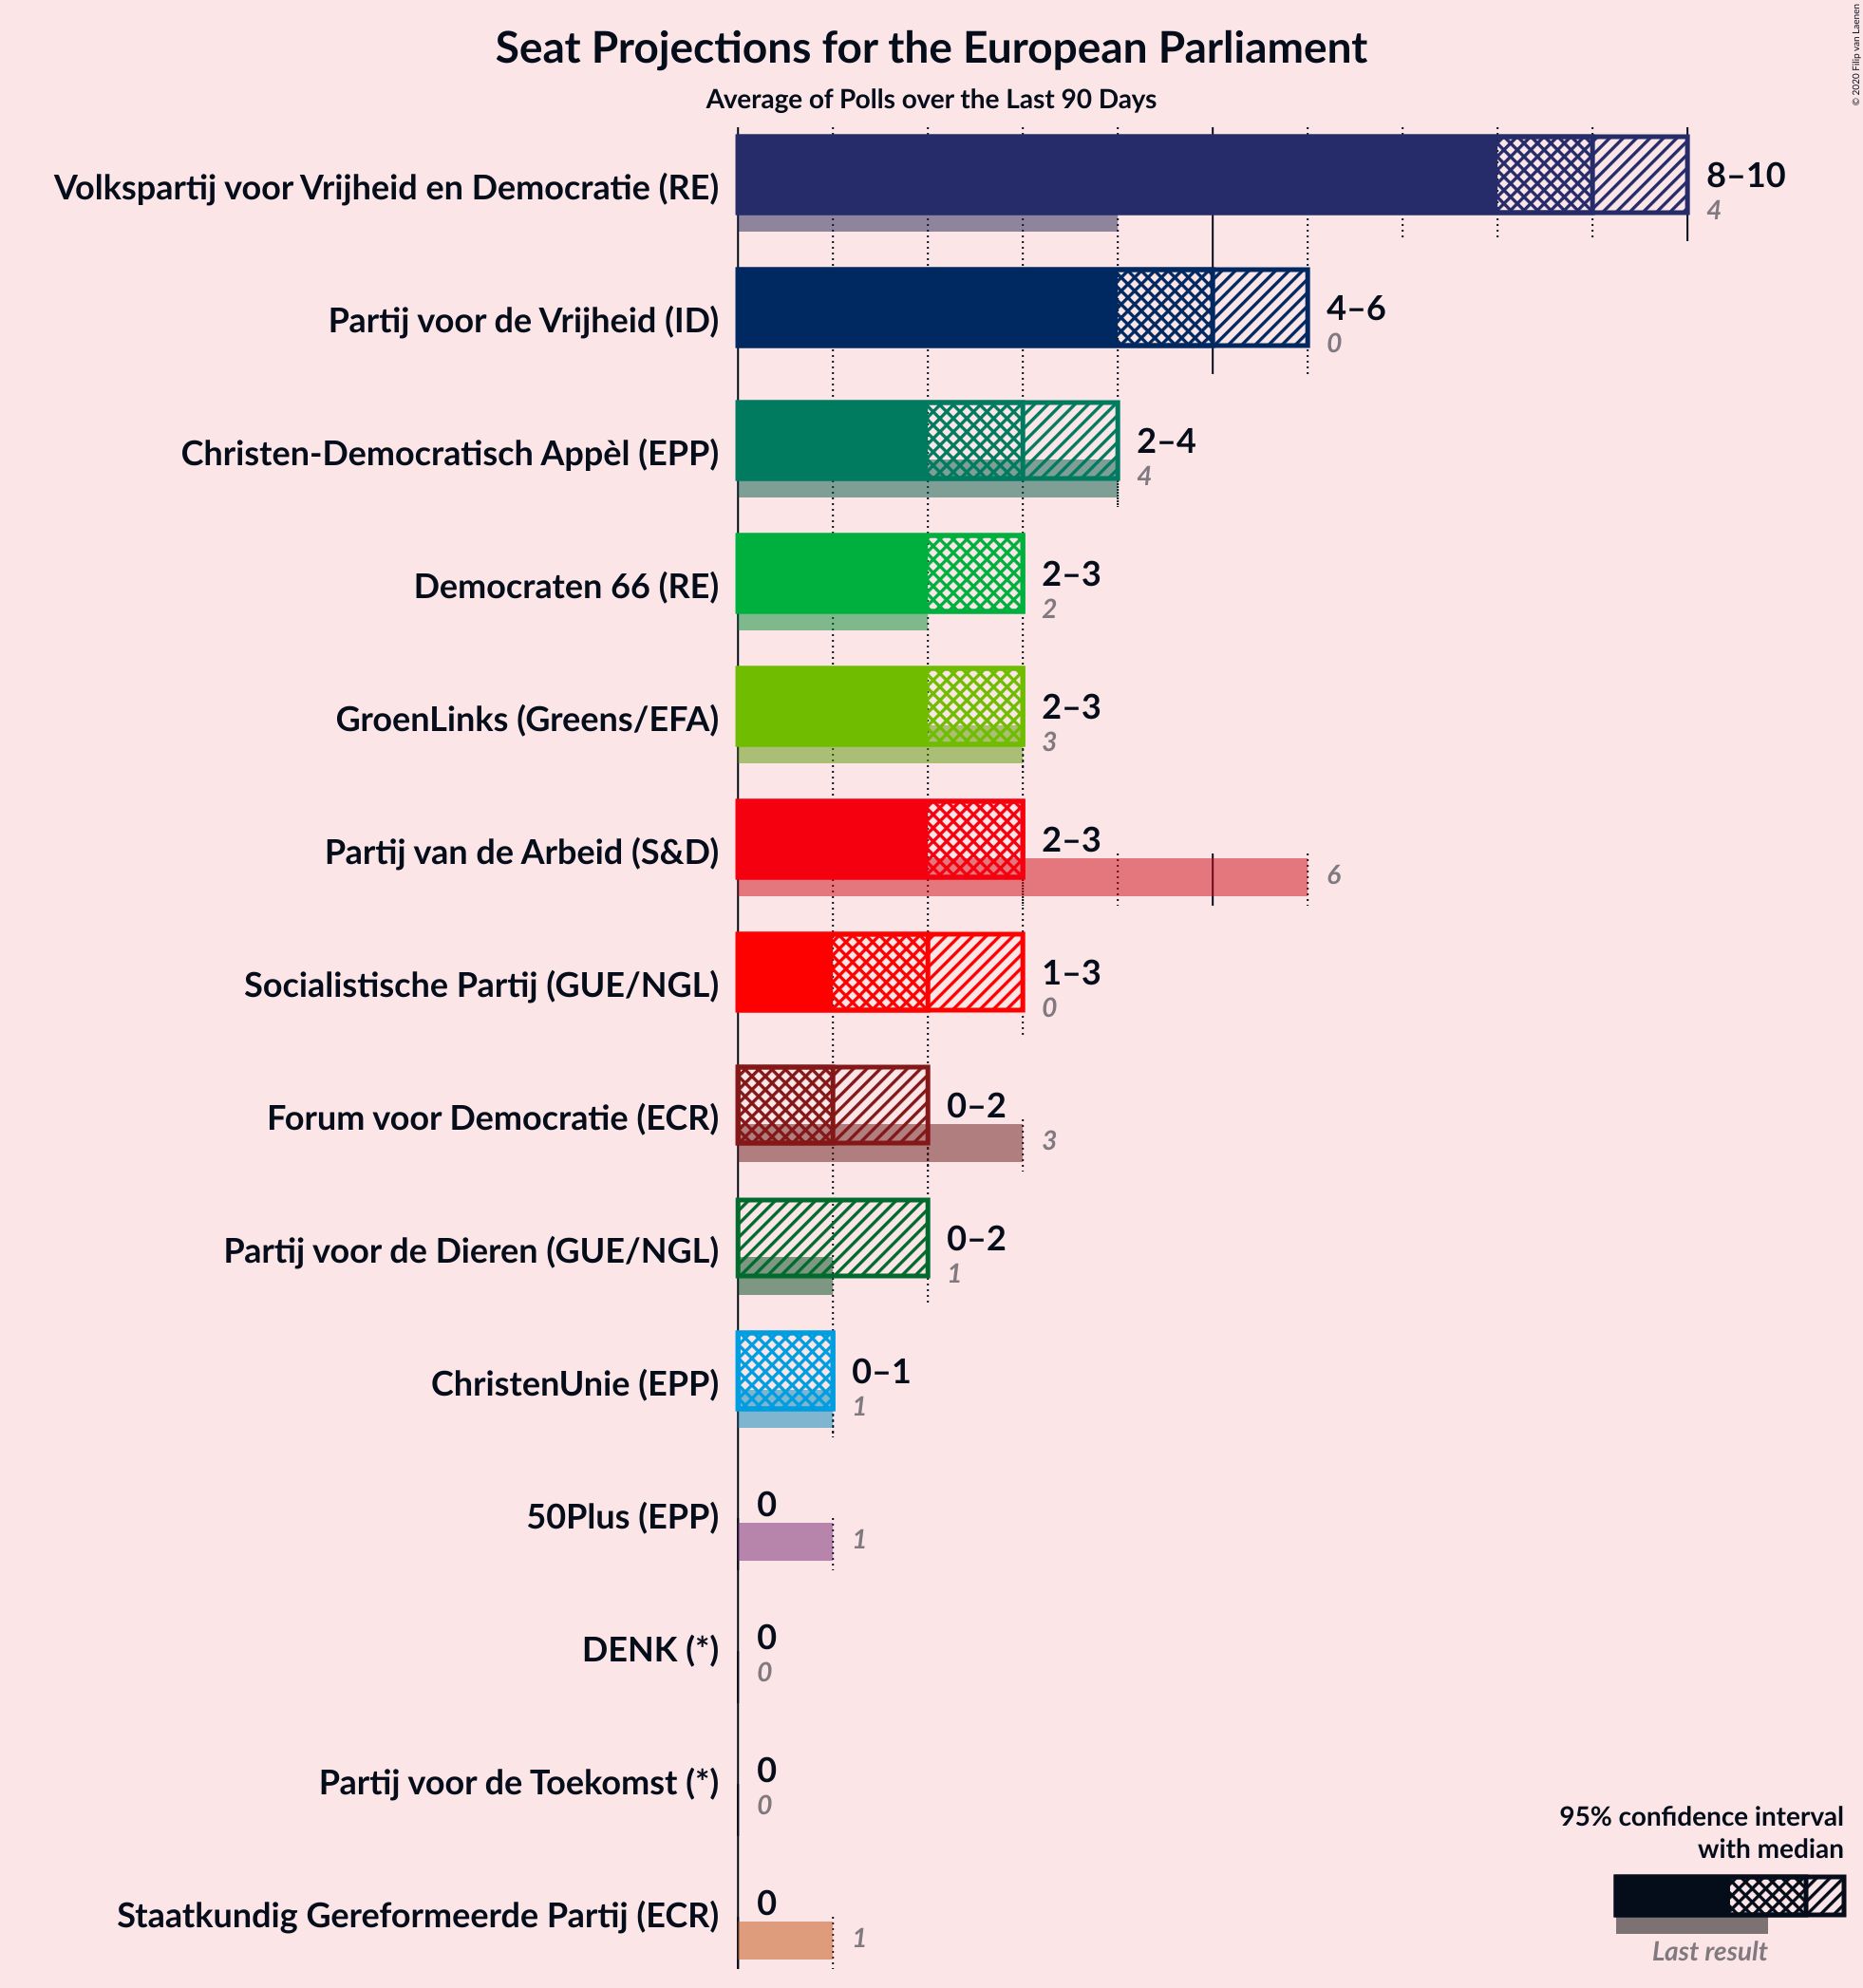 Seat Projections for the European Parliament
Average of Polls over the Last 90 Days
© 2020 Filip van Laenen
Volkspartij voor Vrijheid en Democratie (RE)
8–10
4
Partij voor de Vrijheid (ID)
4–6
0
Christen-Democratisch Appèl (EPP)
2–4
4
Democraten 66 (RE)
2–3
2
GroenLinks (Greens/EFA)
2–3
3
Partij van de Arbeid (S&D)
2–3
6
Socialistische Partij (GUE/NGL)
1–3
0
Forum voor Democratie (ECR)
0–2
3
Partij voor de Dieren (GUE/NGL)
0–2
1
ChristenUnie (EPP)
0–1
1
50Plus (EPP)
0
1
DENK (*)
0
0
Partij voor de Toekomst (*)
0
0
Staatkundig Gereformeerde Partij (ECR)
0
1
95% confidence interval
with median
Last result